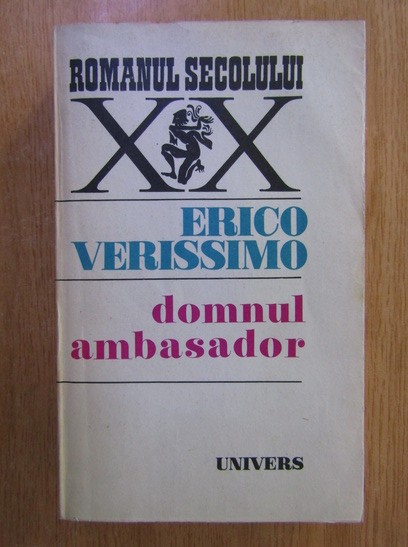 ROMANUL SECOLULUI
XX
ERICO
VERISSIMO
domnul
ambasador
UNIVERS